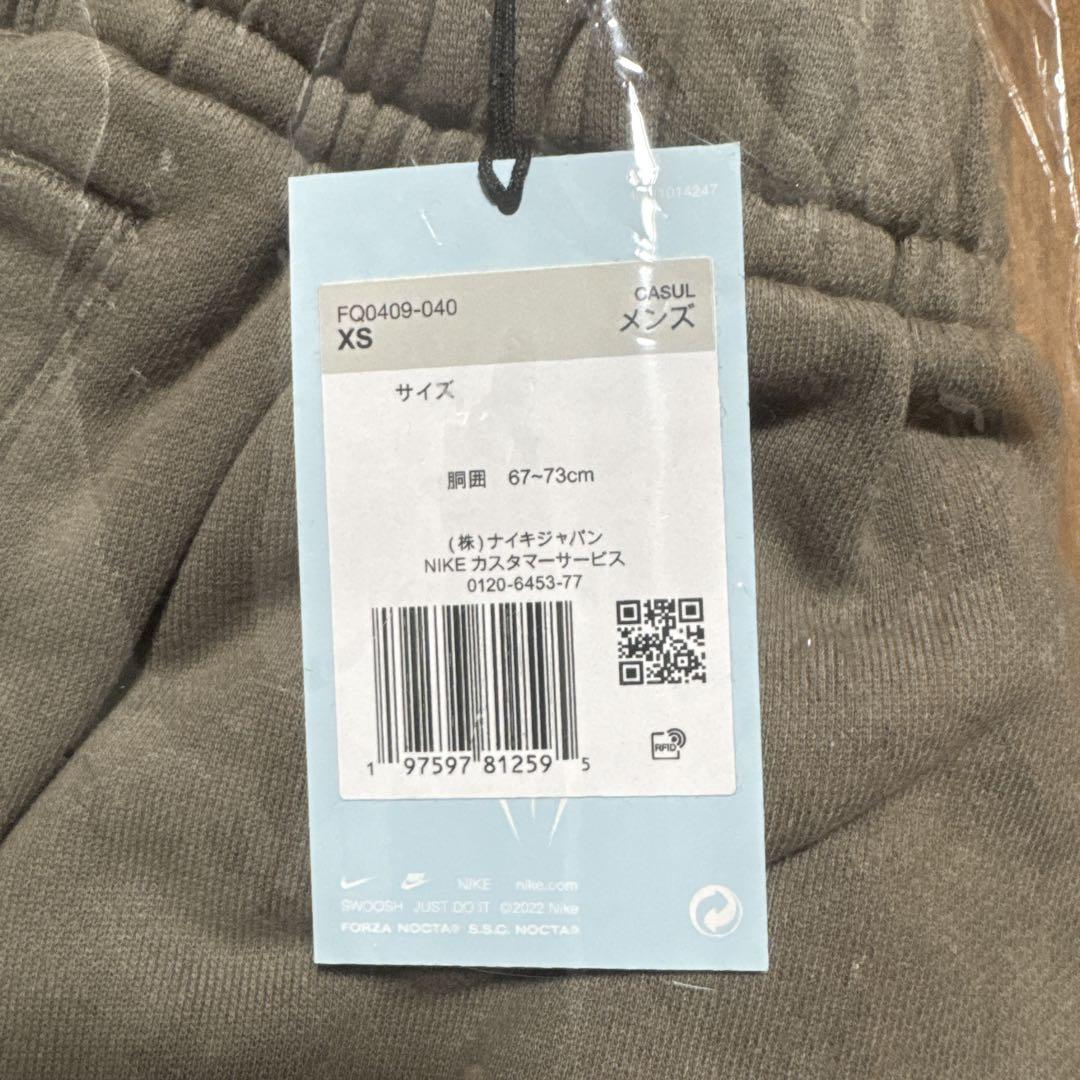 1014247
FQ0409-040
XS
CASUL
メンズ
サイズ
胴囲 67~73cm
(株)ナイキジャパン
NIKE カスタマーサービス
0120-6453-77
1 97597 81259 5
RFID
NIKE nike.com
SWOOSH JUST DO IT ©2022 Nike
FORZA NOCTA® S.S.C. NOCTA®